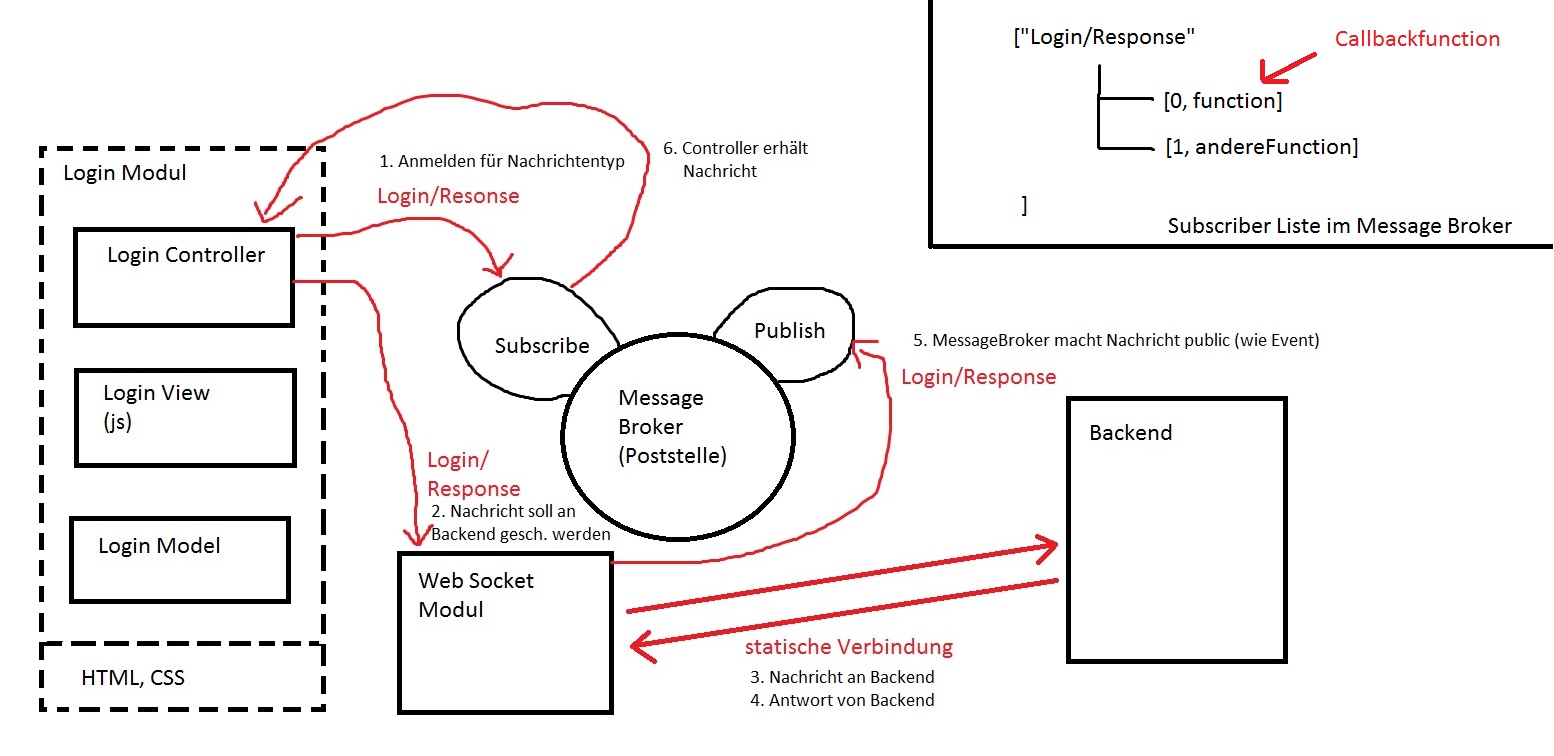 ["Login/Response"
Callbackfunction
[0, function]
[1, andereFunction]
]
Subscriber Liste im Message Broker
Login Modul
1. Anmelden für Nachrichtentyp
Login/Resonse
6. Controller erhält
Nachricht
Login Controller
Subscribe
Publish
5. MessageBroker macht Nachricht public (wie Event)
Login/Response
Login View
(js)
Message
Broker
(Poststelle)
Backend
Login/
Response
2. Nachricht soll an
Backend gesch. werden
Login Model
Web Socket
Modul
statische Verbindung
3. Nachricht an Backend
4. Antwort von Backend
HTML, CSS